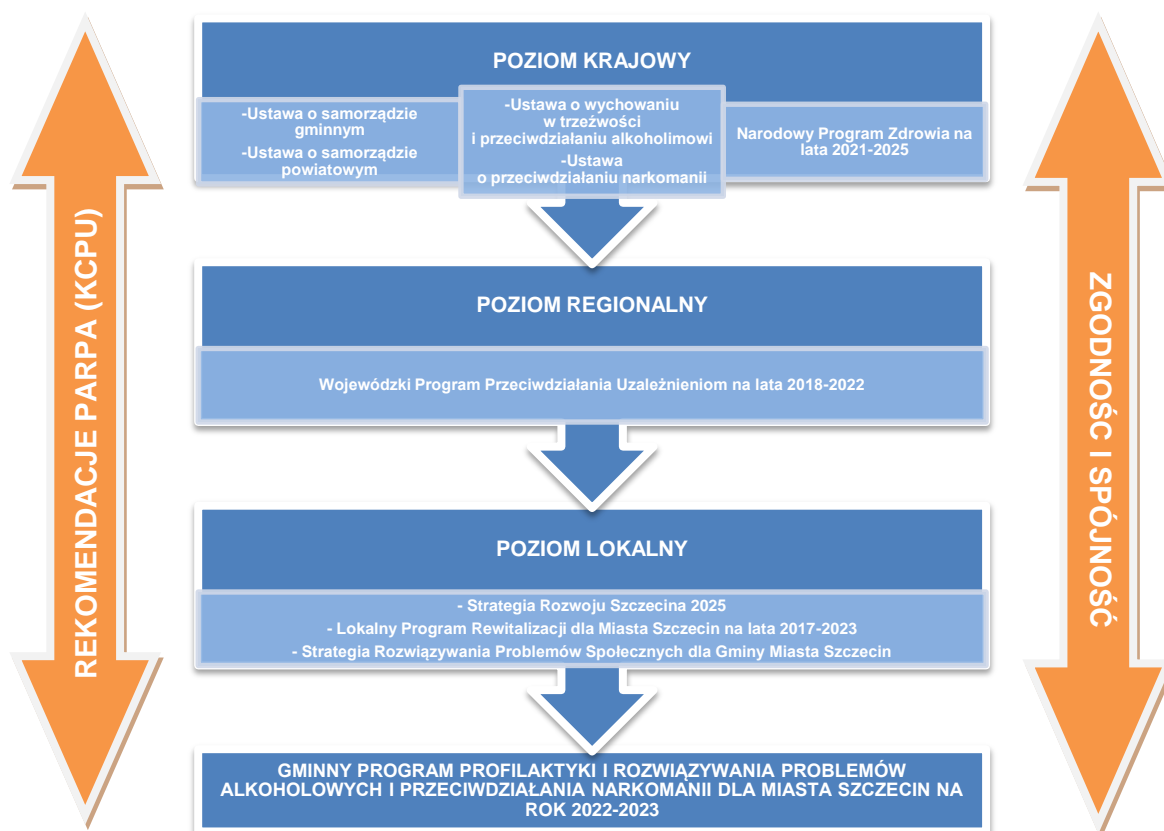 POZIOM KRAJOWY
-Ustawa o samorządzie
gminnym
-Ustawa o samorządzie
powiatowym
-Ustawa o wychowaniu
w trzeźwości
i przeciwdziałaniu alkoholimowi
-Ustawa
o przeciwdziałaniu narkomanii
Narodowy Program Zdrowia na
lata 2021-2025
REKOMENDACJE PARPA (KCPU)
ZGODNOŚC I SPÓJNOŚĆ
POZIOM REGIONALNY
Wojewódzki Program Przeciwdziałania Uzależnieniom na lata 2018-2022
POZIOM LOKALNY
- Strategia Rozwoju Szczecina 2025
- Lokalny Program Rewitalizacji dla Miasta Szczecin na lata 2017-2023
- Strategia Rozwiązywania Problemów Społecznych dla Gminy Miasta Szczecin
GMINNY PROGRAM PROFILAKTYKI I ROZWIĄZYWANIA PROBLEMÓW
ALKOHOLOWYCH I PRZECIWDZIAŁANIA NARKOMANII DLA MIASTA SZCZECIN NA
ROK 2022-2023